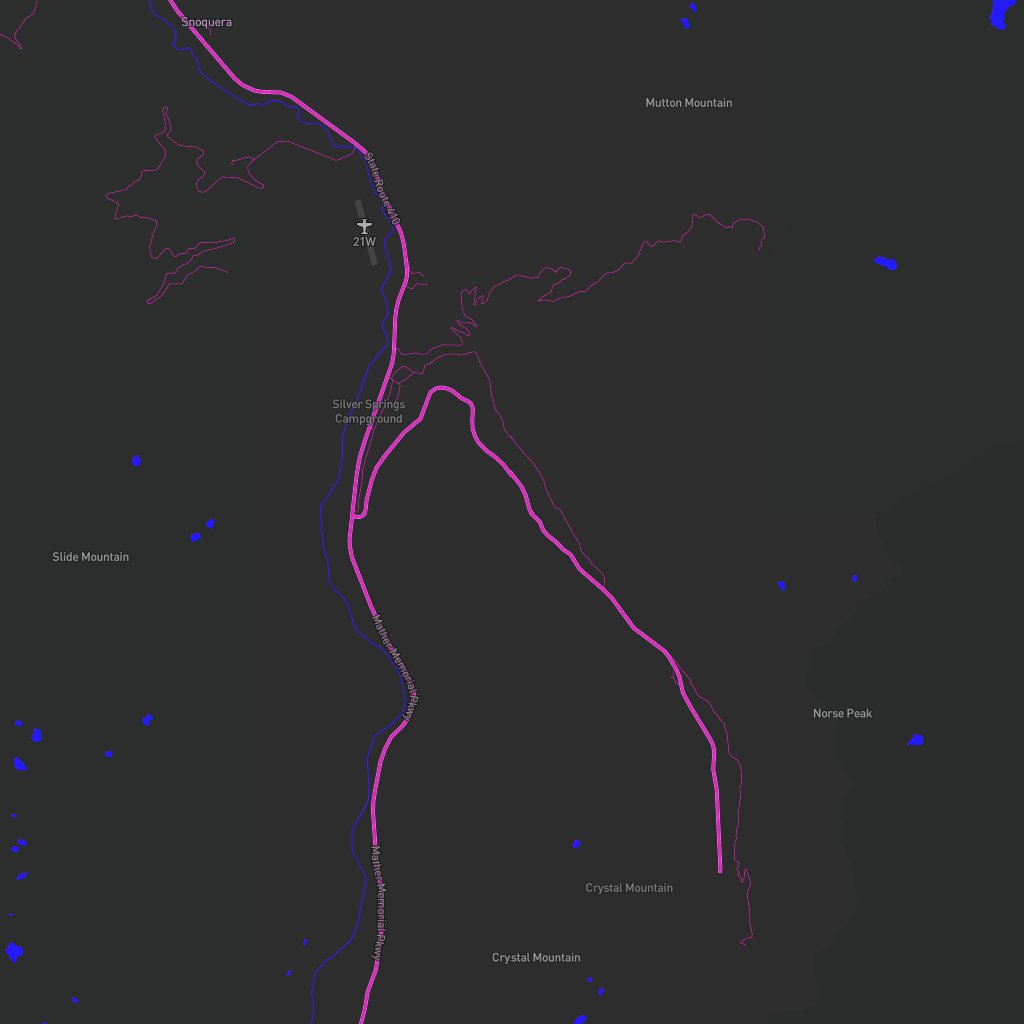 Snoquera
Mutton Mountain
State Route 410
21W
Silver Springs
Campground
Slide Mountain
Mather Memorial Pkwy
Norse Peak
Mather Memorial Pkwy
Crystal Mountain
Crystal Mountain